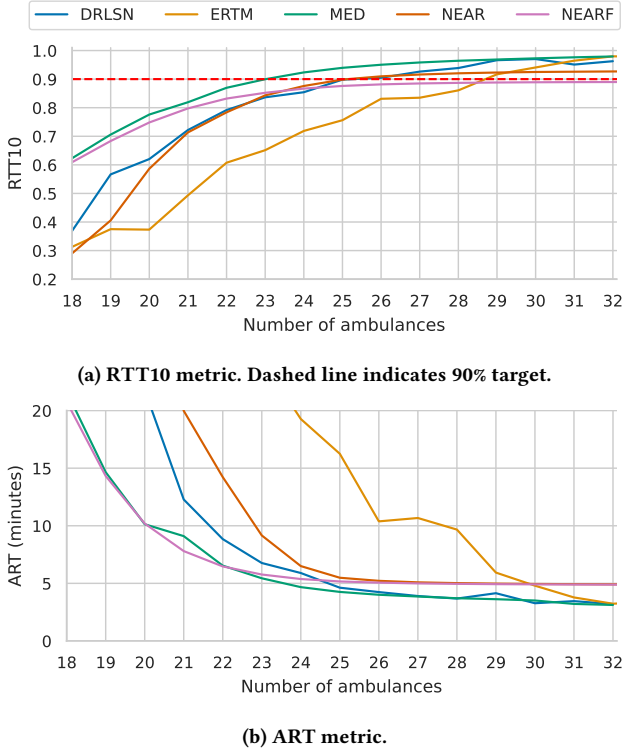 DRLSN ERTM MED NEAR NEARF
1.0
0.9
0.8
0.7
0.6
0.5
0.4
0.3
0.2
RTT10
18 19 20 21 22 23 24 25 26 27 28 29 30 31 32
Number of ambulances
(a) RTT10 metric. Dashed line indicates 90% target.
20
15
10
5
0
ART (minutes)
18 19 20 21 22 23 24 25 26 27 28 29 30 31 32
Number of ambulances
(b) ART metric.